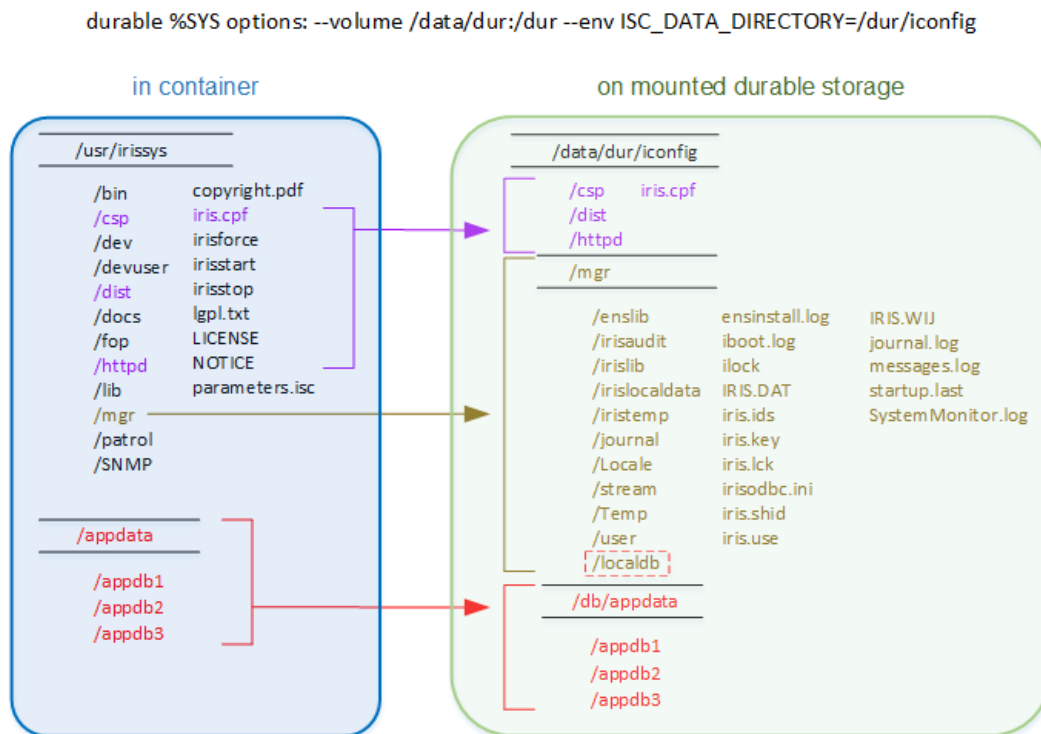 durable %SYS options: --volume /data/dur:/dur --env ISC_DATA_DIRECTORY=/dur/iconfig
in container
/usr/irissys
/bin copyright.pdf
/csp iris.cpf
/dev irisforce
/devuser irisstart
/dist irisstop
/docs lgpl.txt
/fop LICENSE
/httpd NOTICE
/lib parameters.isc
/mgr
/patrol
/SNMP
/appdata
/appdb1
/appdb2
/appdb3
on mounted durable storage
/data/dur/iconfig
/csp iris.cpf
/dist
/httpd
/mgr
/enslib ensinstall.log IRIS.WIJ
/irisaudit iboot.log journal.log
/irislib ilock messages.log
/irislocaldata IRIS.DAT startup.last
/iristemp iris.ids SystemMonitor.log
/journal iris.key
/Locale iris.lck
/stream irisodbc.ini
/Temp iris.shid
/user iris.use
/localdb
/db/appdata
/appdb1
/appdb2
/appdb3